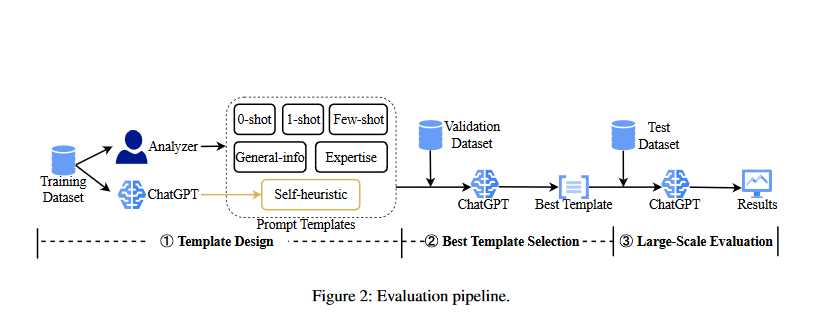 0-shot
1-shot
Few-shot
General-info
Expertise
Self-heuristic
Prompt Templates
Training
Dataset
Analyzer
ChatGPT
Validation
Dataset
ChatGPT
Best Template
Test
Dataset
ChatGPT
Results
① Template Design
② Best Template Selection
③ Large-Scale Evaluation
Figure 2: Evaluation pipeline.